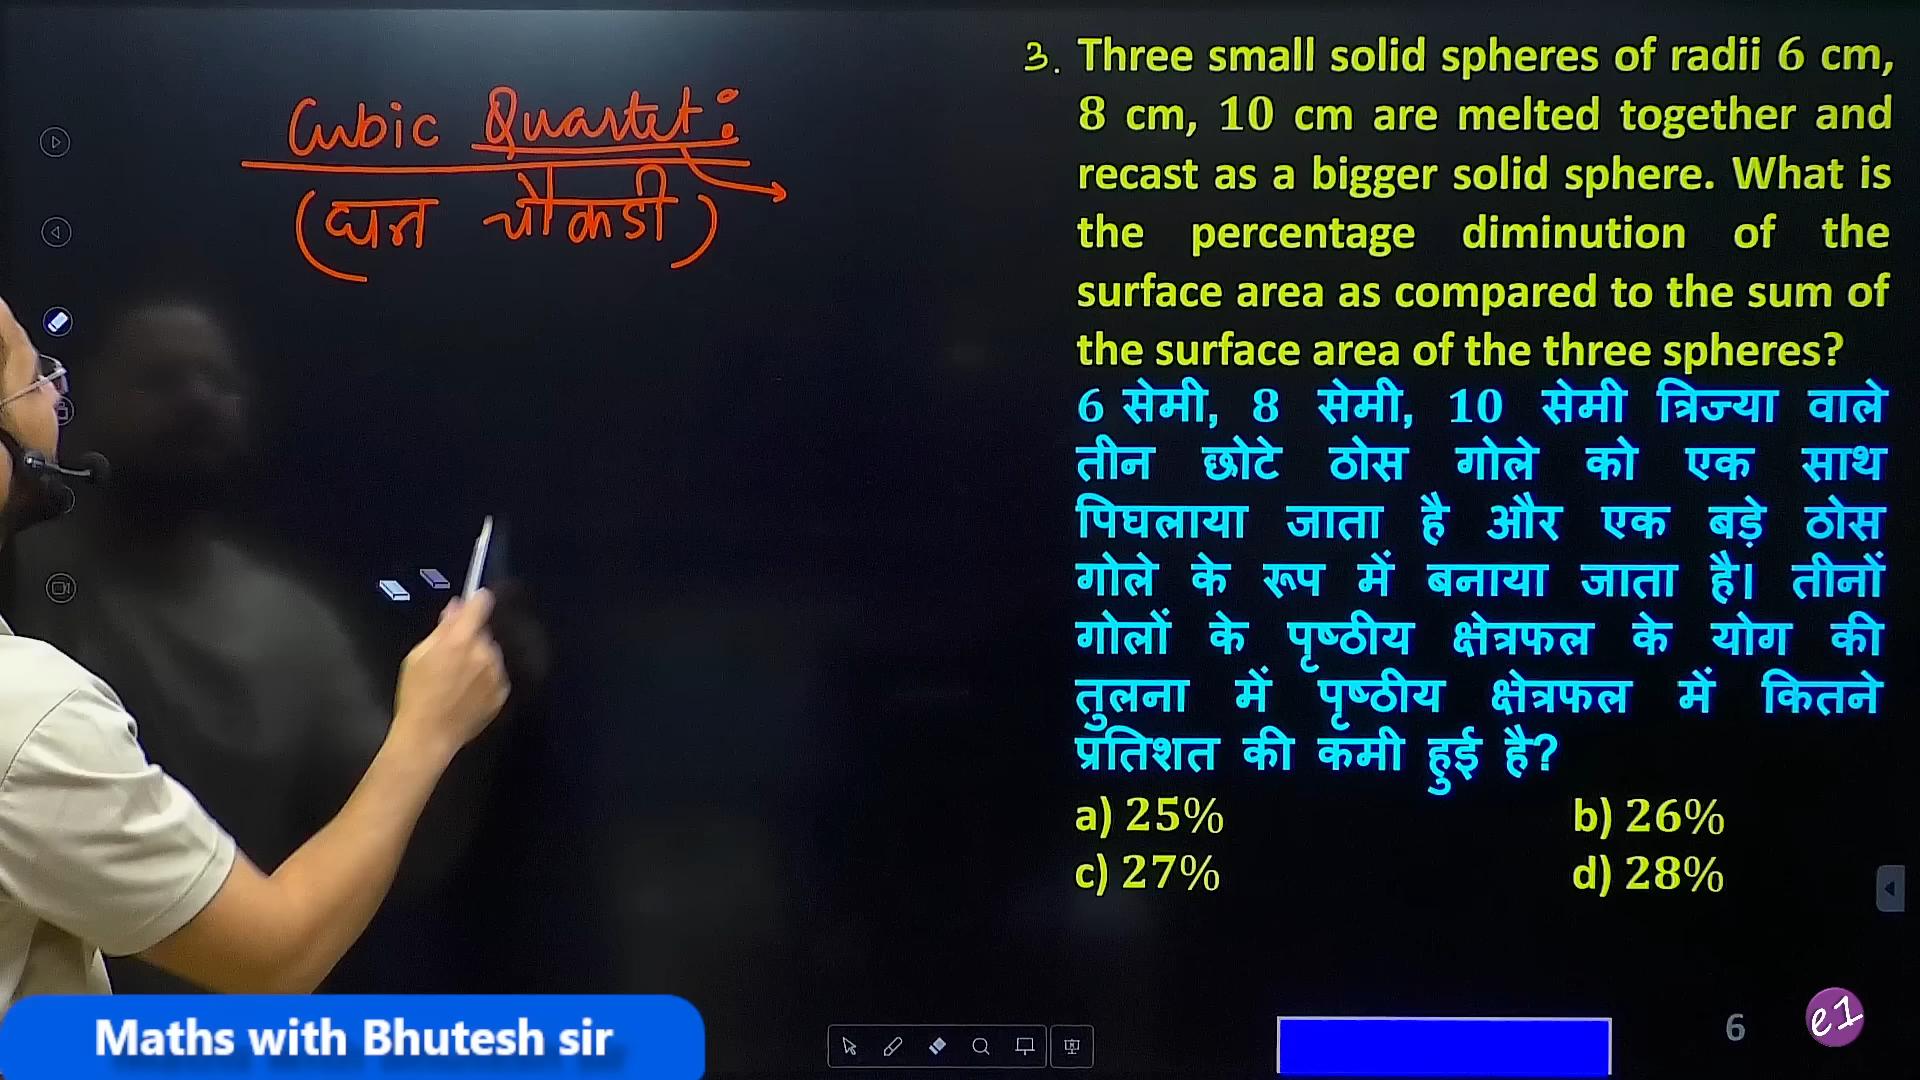 Cubic Quartet:
(घन चौकडी)
3. Three small solid spheres of radii 6 cm,
8 cm, 10 cm are melted together and
recast as a bigger solid sphere. What is
the percentage diminution of the
surface area as compared to the sum of
the surface area of the three spheres?
6 सेमी, 8 सेमी, 10 सेमी त्रिज्या वाले
तीन छोटे ठोस गोले को एक साथ
पिघलाया जाता है और एक बड़े ठोस
गोले के रूप में बनाया जाता है। तीनों
गोलों के पृष्ठीय क्षेत्रफल के योग की
तुलना में पृष्ठीय क्षेत्रफल में कितने
प्रतिशत की कमी हुई है?
a) 25% b) 26%
c) 27% d) 28%
Maths with Bhutesh sir
6
e1